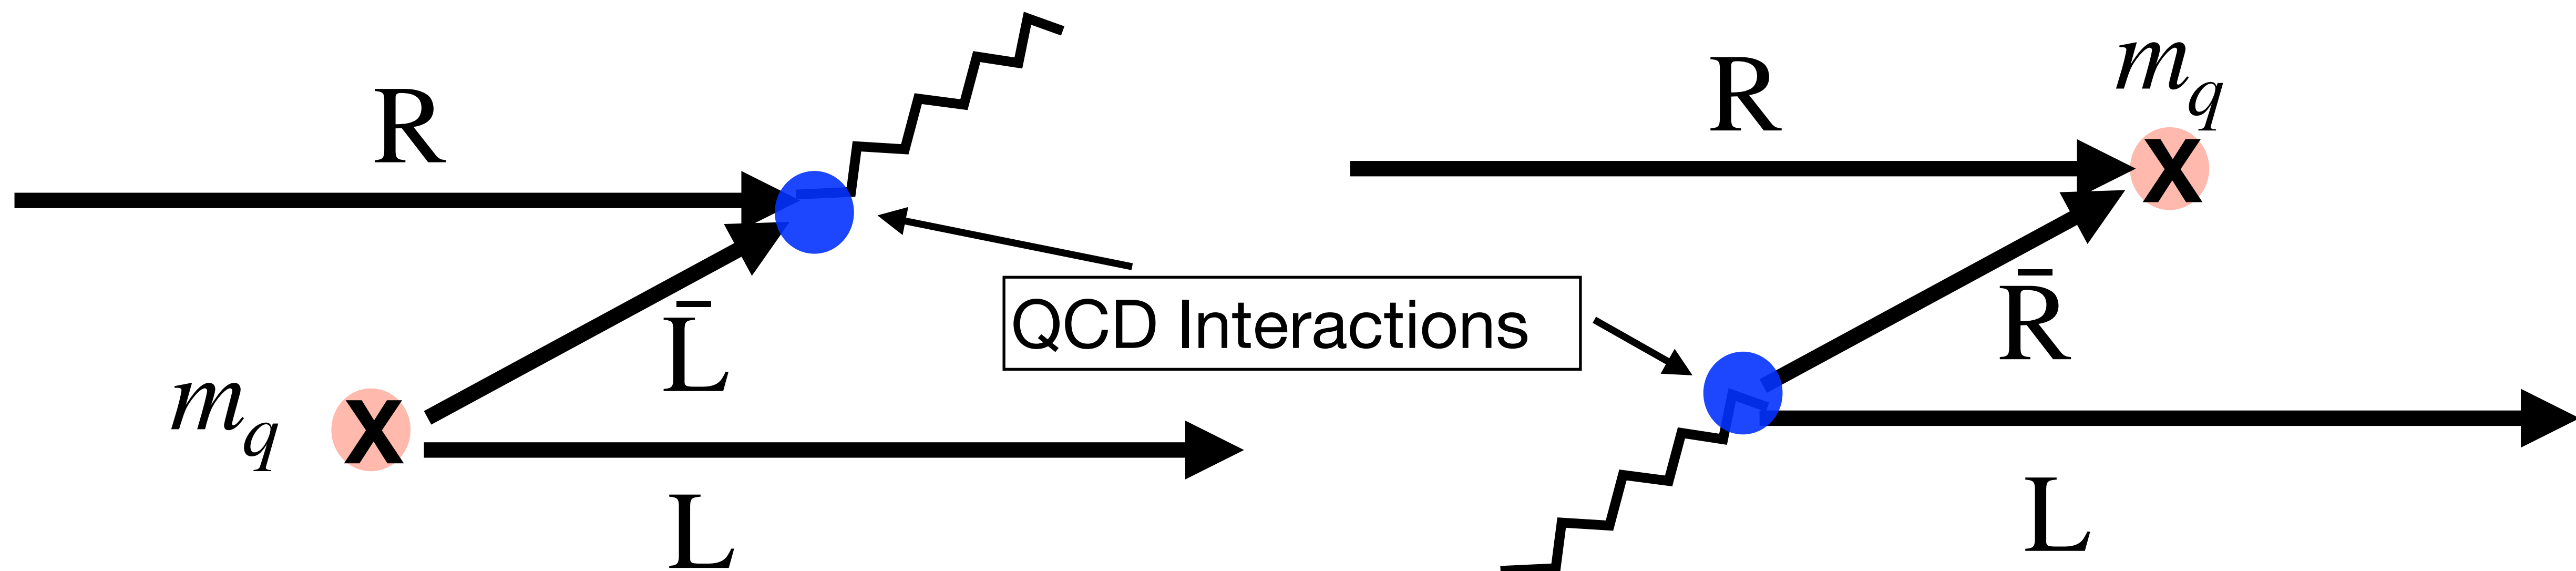 R
L̄
m_q
X
L
QCD Interactions
R
m_q
X
R̄
L